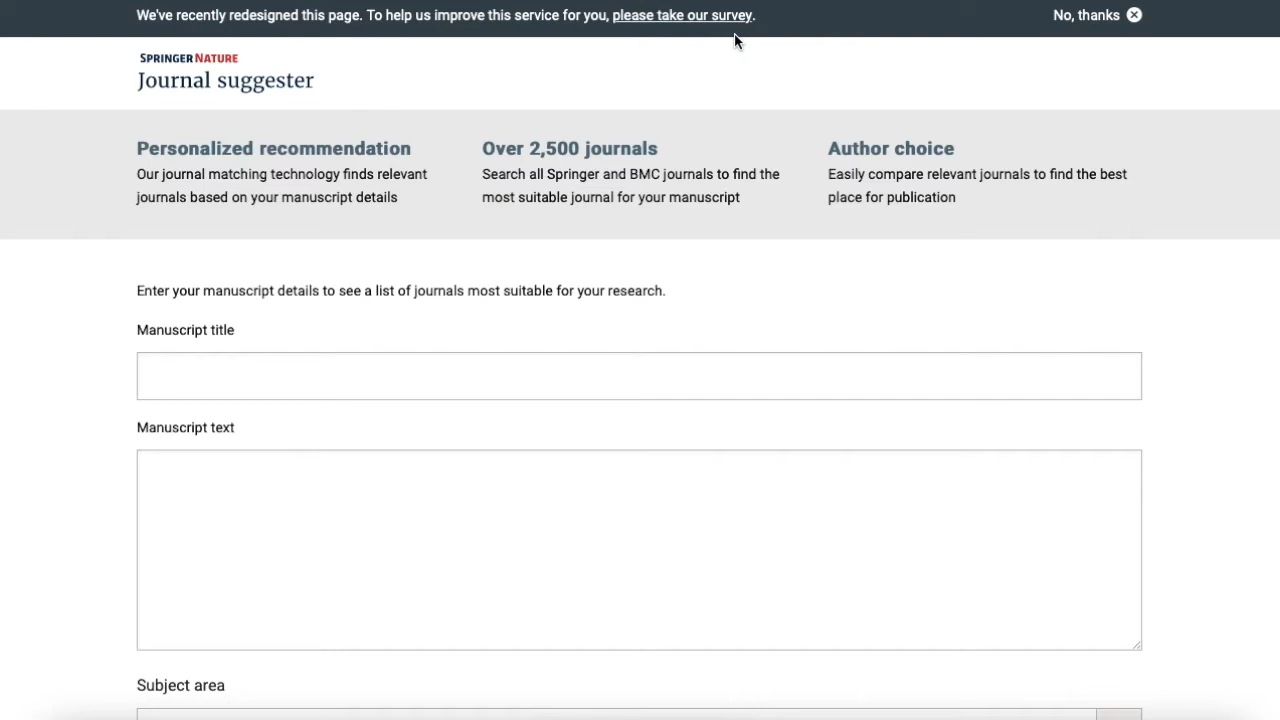 We've recently redesigned this page. To help us improve this service for you, please take our survey.
No, thanks
SPRINGER NATURE
Journal suggester
Personalized recommendation
Our journal matching technology finds relevant
journals based on your manuscript details
Over 2,500 journals
Search all Springer and BMC journals to find the
most suitable journal for your manuscript
Author choice
Easily compare relevant journals to find the best
place for publication
Enter your manuscript details to see a list of journals most suitable for your research.
Manuscript title
Manuscript text
Subject area